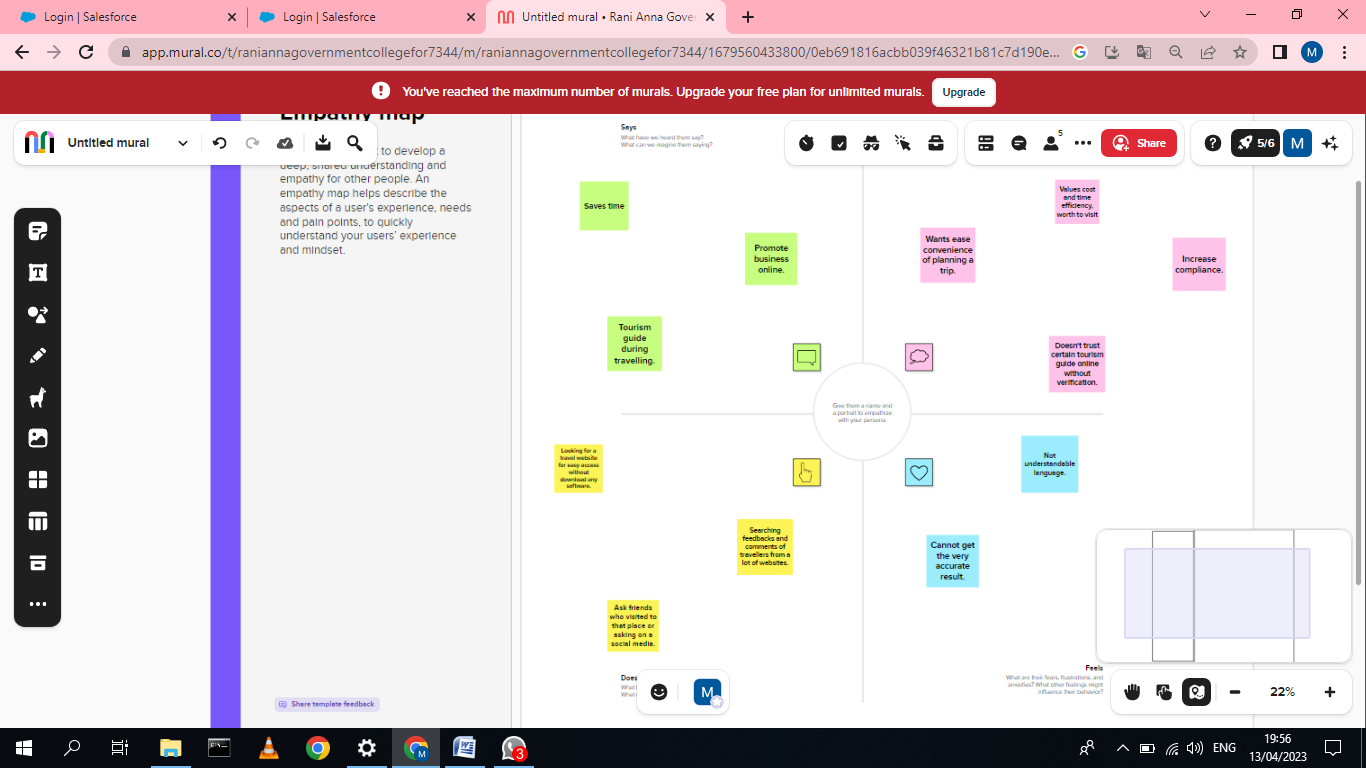 Login | Salesforce
Login | Salesforce
Untitled mural • Rani Anna Gover
app.mural.co/t/raniannagovernmentcollegefor7344/m/raniannagovernmentcollegefor7344/1679560433800/0eb691816acbb039f46321b81c7d190e...
M
You've reached the maximum number of murals. Upgrade your free plan for unlimited murals.
Upgrade
Empathy map
Untitled mural
5
Share
5/6
M
to develop a
deep, shared understanding and
empathy for other people. An
empathy map helps describe the
aspects of a user's experience, needs
and pain points, to quickly
understand your users' experience
and mindset.
Share template feedback
Says
What have we heard them say?
What can we imagine them saying?
Saves time
Promote
business
online.
Tourism
guide
during
travelling.
Values cost
and time
efficiency,
worth to visit
Wants ease
convenience
of planning a
trip.
Increase
compliance.
Doesn't trust
certain tourism
guide online
without
verification.
Give them a name and
a portrait to empathize
with your persona.
Looking for a
travel website
for easy access
without
download any
software.
Searching
feedbacks and
comments of
travellers from a
lot of websites.
Ask friends
who visited to
that place or
asking on a
social media.
Not
understandable
language.
Cannot get
the very
accurate
result.
Does
What
What
M
Feels
What are their fears, frustrations, and
anxieties? What other feelings might
influence their behavior?
22%
M
3
ENG
19:56
13/04/2023